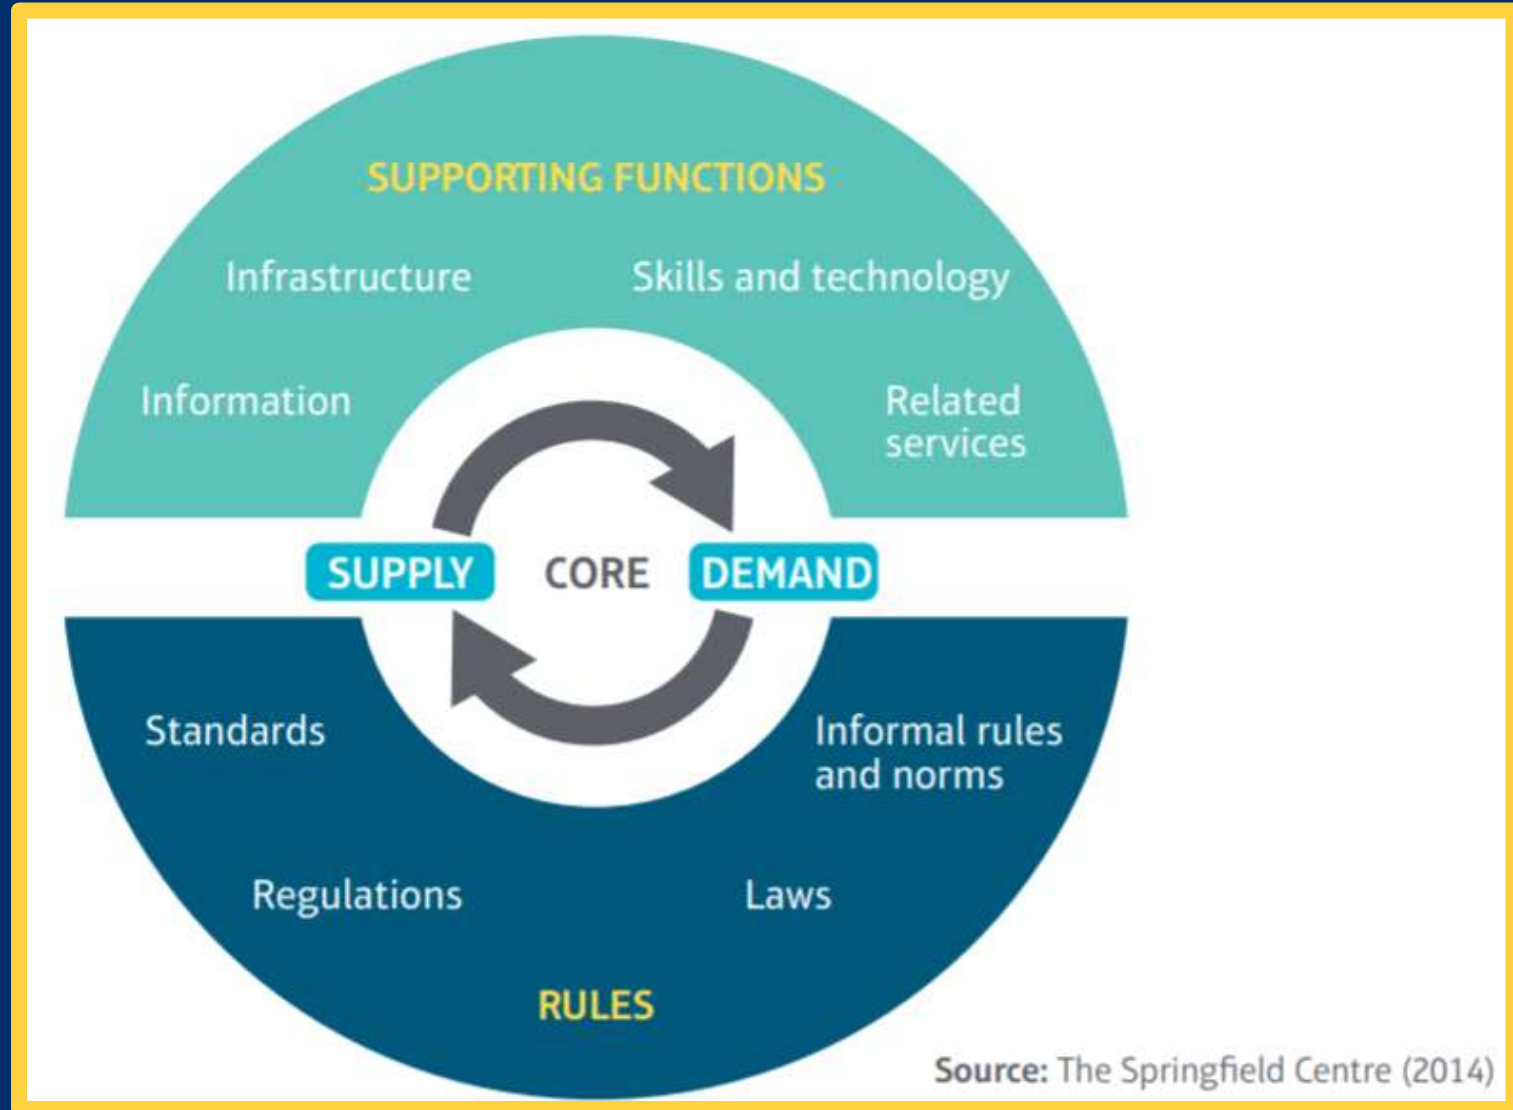 SUPPORTING FUNCTIONS
Infrastructure
Skills and technology
Information
Related
services
SUPPLY
CORE
DEMAND
Standards
Informal rules
and norms
Regulations
Laws
RULES
Source: The Springfield Centre (2014)